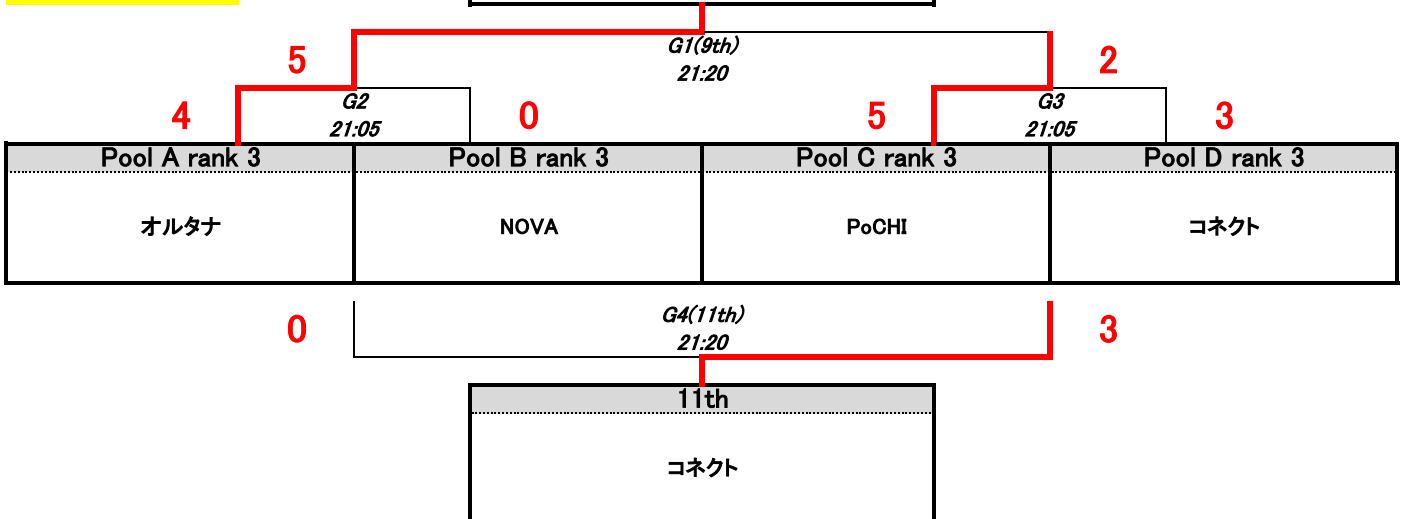 G1(9th)
5
21:20
2
G2
G3
4
21:05
0
5
21:05
3
Pool A rank 3
Pool B rank 3
Pool C rank 3
Pool D rank 3
オルタナ
NOVA
PoCHI
コネクト
G4(11th)
0
21:20
3
11th
コネクト